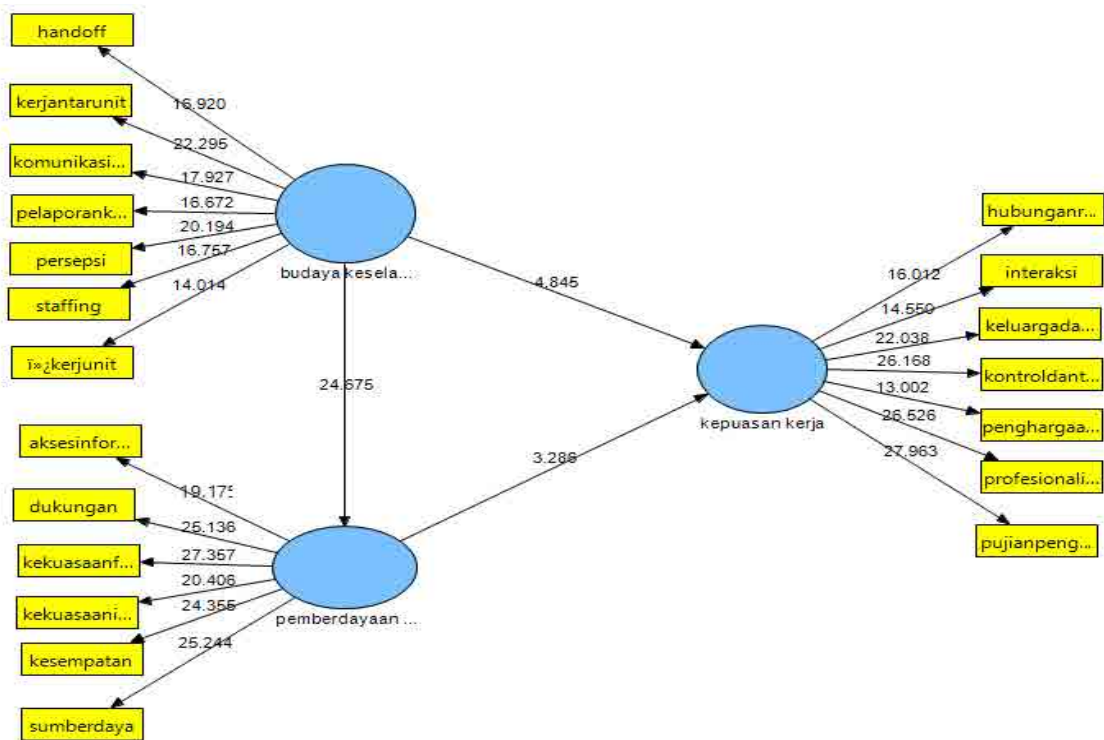 handoff
16.920
kerjantarunit
22.295
komunikasi...
17.927
pelaporank...
16.672
persepsi
20.194
staffing
16.757
14.014
ï»¿kerjunit
budaya kesela...
4.845
24.675
hubunganr...
16.012
interaksi
14.550
keluargada...
22.038
kontroldant...
26.168
penghargaa...
13.002
profesionali...
26.526
pujianpeng...
27.963
kepuasan kerja
3.286
aksesinfor...
19.175
dukungan
25.136
kekuasaanf...
27.357
kekuasaani...
20.406
kesempatan
24.355
sumberdaya
25.244
pemberdayaan ...